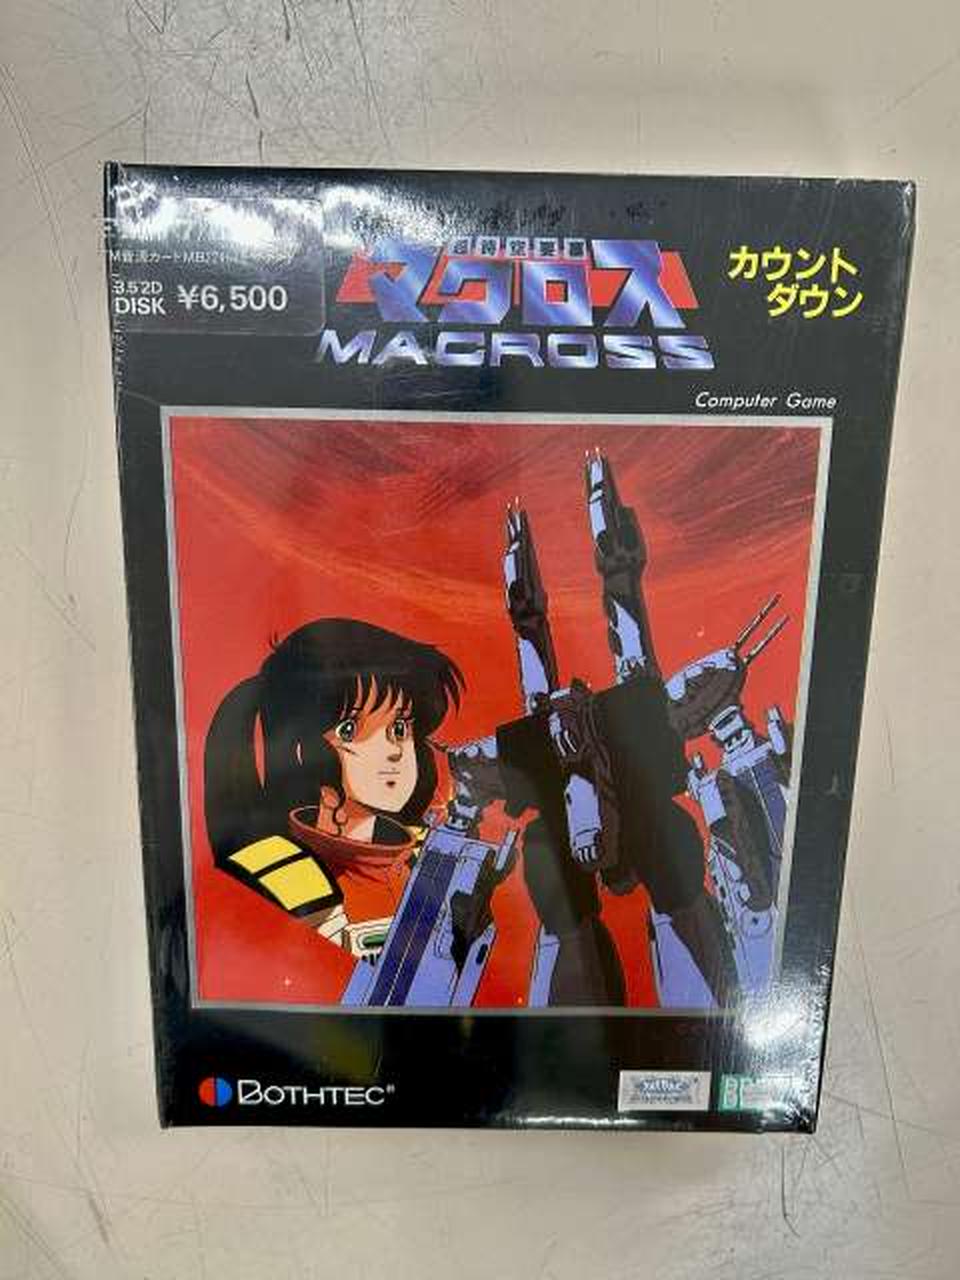 3.5"2D
DISK ¥6,500
超時空要塞
マクロス
MACROSS
カウント
ダウン
Computer Game
BOTHTEC®